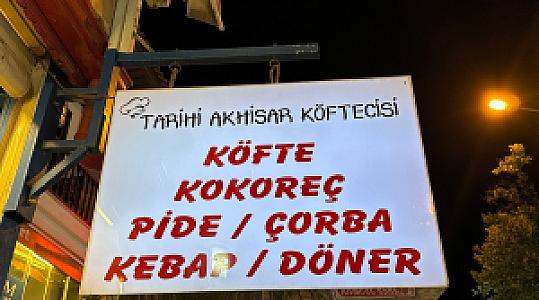 TARİHİ AKHİSAR KÖFTECİSİ
KÖFTE
KOKOREÇ
PİDE / ÇORBA
KEBAP / DÖNER